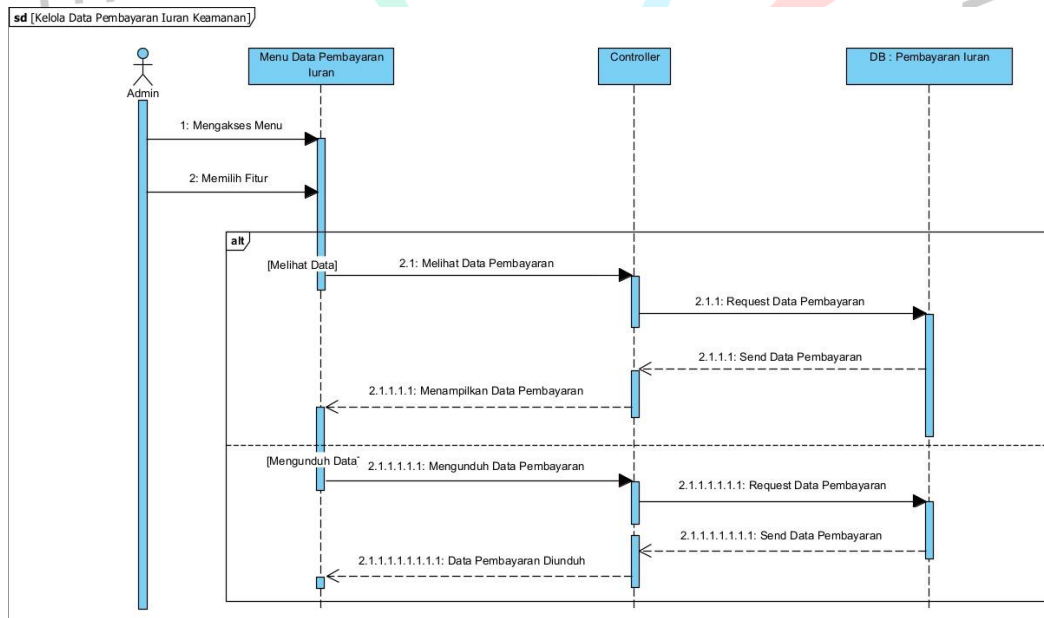 sd [Kelola Data Pembayaran Iuran Keamanan]
Menu Data Pembayaran
Iuran
Controller
DB : Pembayaran Iuran
Admin
1: Mengakses Menu
2: Memilih Fitur
alt
[Melihat Data]
2.1: Melihat Data Pembayaran
2.1.1: Request Data Pembayaran
2.1.1.1: Send Data Pembayaran
2.1.1.1.1: Menampilkan Data Pembayaran
[Mengunduh Data]
2.1.1.1.1.1: Mengunduh Data Pembayaran
2.1.1.1.1.1.1: Request Data Pembayaran
2.1.1.1.1.1.1.1: Send Data Pembayaran
2.1.1.1.1.1.1.1.1: Data Pembayaran Diunduh